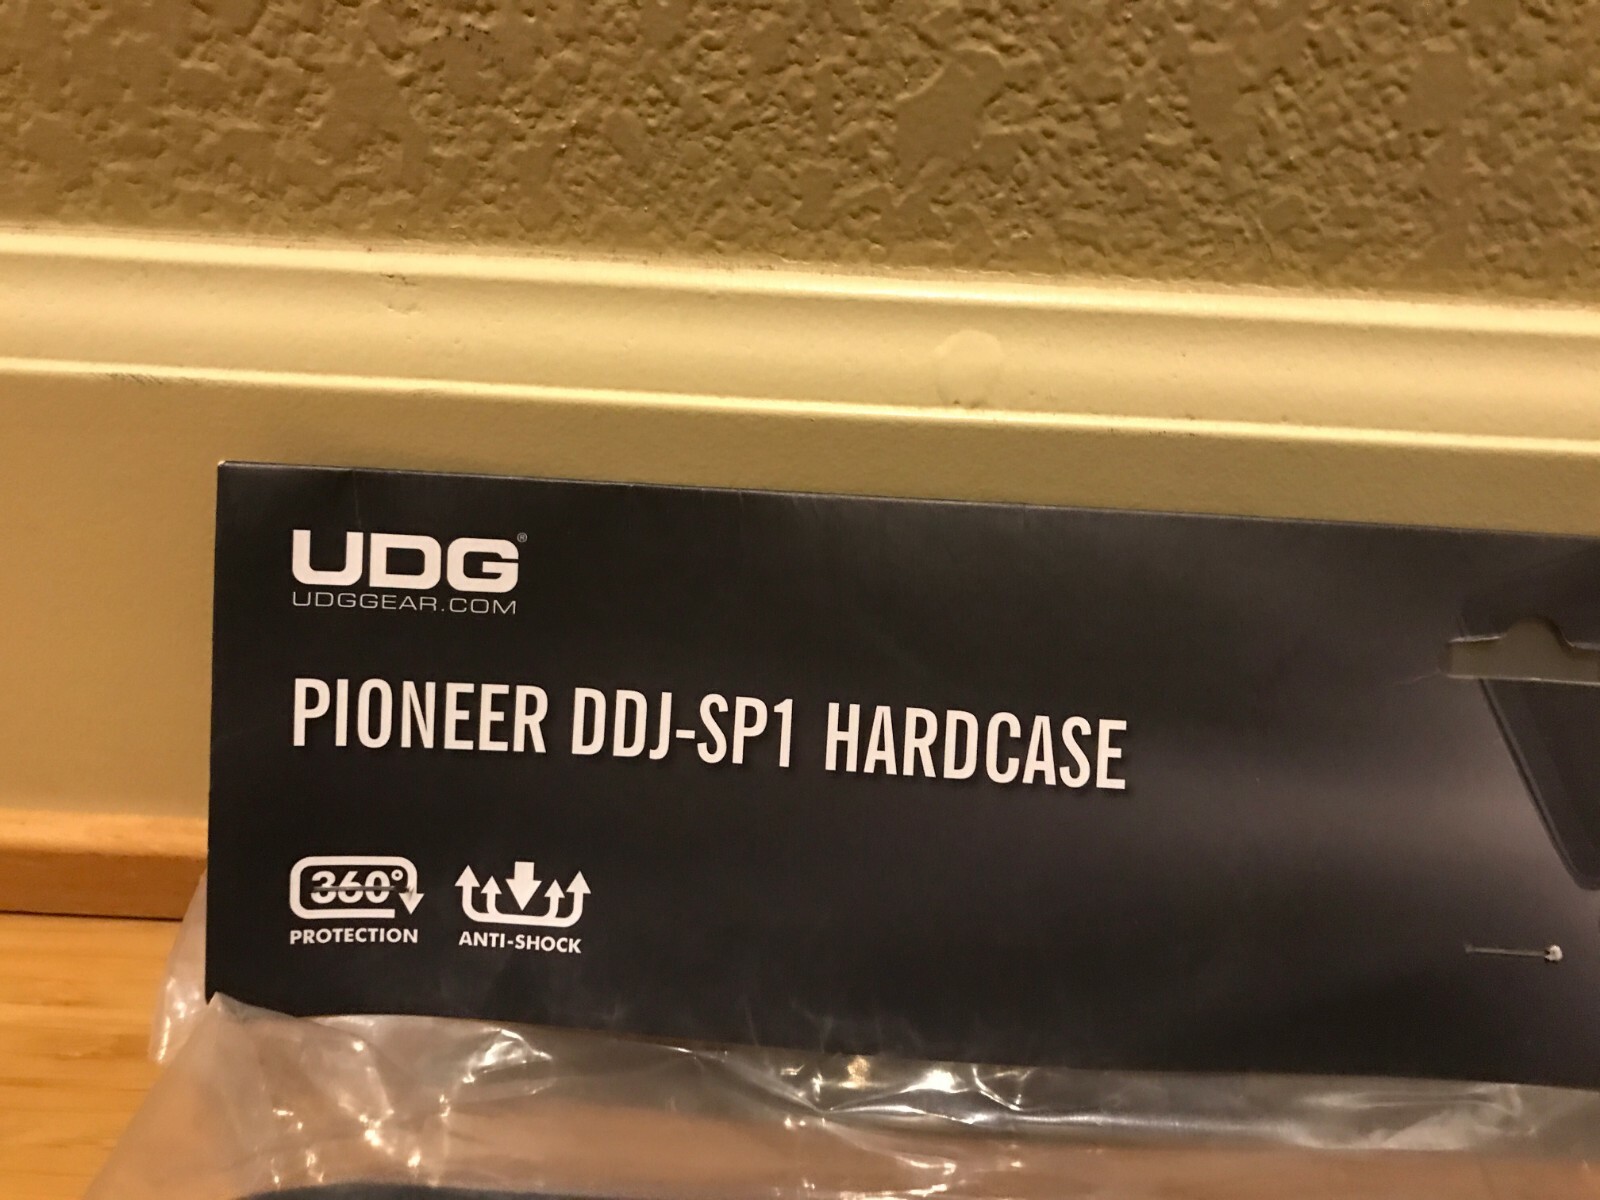 UDG®
UDGGEAR.COM
PIONEER DDJ-SP1 HARDCASE
360°
PROTECTION
ANTI-SHOCK